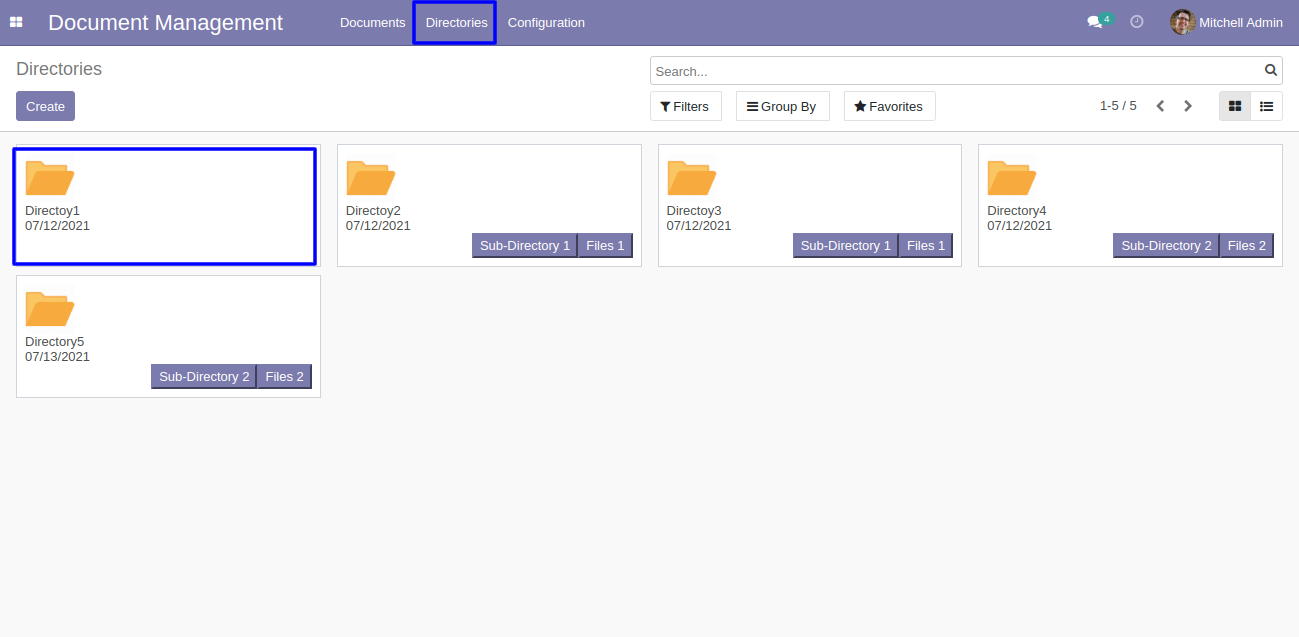 Document Management Documents Directories Configuration 4 Mitchell Admin
Directories
Search...
Create Filters Group By Favorites 1-5 / 5
Directoy1
07/12/2021
Directoy2
07/12/2021
Sub-Directory 1 Files 1
Directoy3
07/12/2021
Sub-Directory 1 Files 1
Directory4
07/12/2021
Sub-Directory 2 Files 2
Directory5
07/13/2021
Sub-Directory 2 Files 2